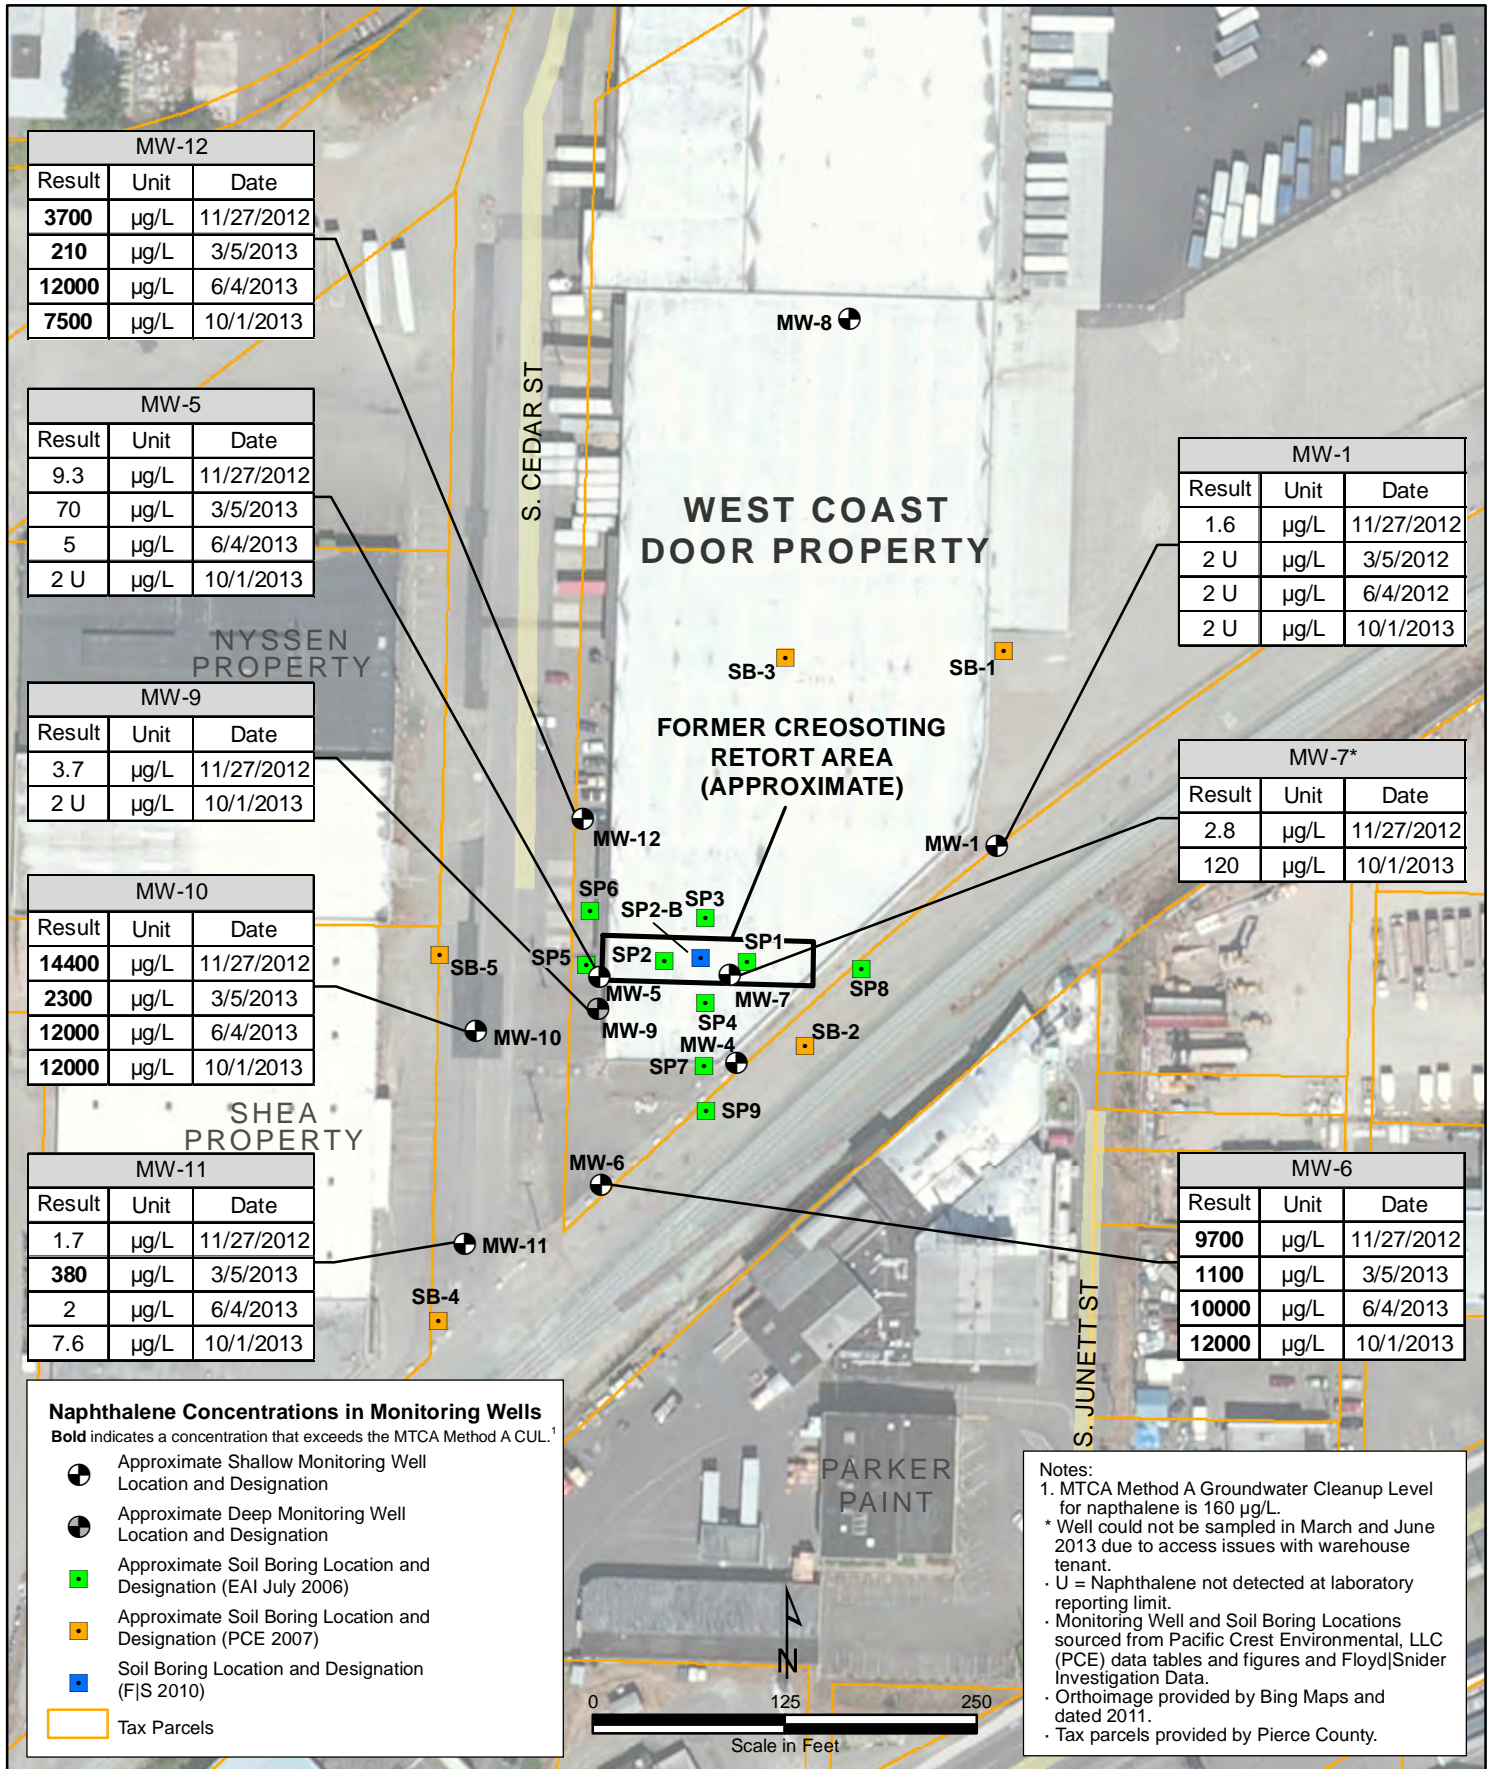 MW-12
Result Unit Date
3700 µg/L 11/27/2012
210 µg/L 3/5/2013
12000 µg/L 6/4/2013
7500 µg/L 10/1/2013
MW-5
Result Unit Date
9.3 µg/L 11/27/2012
70 µg/L 3/5/2013
5 µg/L 6/4/2013
2 U µg/L 10/1/2013
MW-9
Result Unit Date
3.7 µg/L 11/27/2012
2 U µg/L 10/1/2013
MW-10
Result Unit Date
14400 µg/L 11/27/2012
2300 µg/L 3/5/2013
12000 µg/L 6/4/2013
12000 µg/L 10/1/2013
MW-11
Result Unit Date
1.7 µg/L 11/27/2012
380 µg/L 3/5/2013
2 µg/L 6/4/2013
7.6 µg/L 10/1/2013
MW-1
Result Unit Date
1.6 µg/L 11/27/2012
2 U µg/L 3/5/2012
2 U µg/L 6/4/2012
2 U µg/L 10/1/2013
MW-7*
Result Unit Date
2.8 µg/L 11/27/2012
120 µg/L 10/1/2013
MW-6
Result Unit Date
9700 µg/L 11/27/2012
1100 µg/L 3/5/2013
10000 µg/L 6/4/2013
12000 µg/L 10/1/2013
MW-8
S. CEDAR ST
WEST COAST
DOOR PROPERTY
NYSSEN
PROPERTY
SB-3
SB-1
FORMER CREOSOTING
RETORT AREA
(APPROXIMATE)
MW-12
MW-1
SP6
SP3
SP2-B
SP1
SP2
SP5
SB-5
SP8
MW-5
MW-7
MW-9
SP4
MW-10
MW-4
SB-2
SP7
SP9
SHEA
PROPERTY
MW-6
MW-11
SB-4
S. JUNETT ST
PARKER
PAINT
N
0 125 250
Scale in Feet
Naphthalene Concentrations in Monitoring Wells
Bold indicates a concentration that exceeds the MTCA Method A CUL.1
Approximate Shallow Monitoring Well
Location and Designation
Approximate Deep Monitoring Well
Location and Designation
Approximate Soil Boring Location and
Designation (EAI July 2006)
Approximate Soil Boring Location and
Designation (PCE 2007)
Soil Boring Location and Designation
(F|S 2010)
Tax Parcels
Notes:
1. MTCA Method A Groundwater Cleanup Level
for napthalene is 160 µg/L.
* Well could not be sampled in March and June
2013 due to access issues with warehouse
tenant.
· U = Naphthalene not detected at laboratory
reporting limit.
· Monitoring Well and Soil Boring Locations
sourced from Pacific Crest Environmental, LLC
(PCE) data tables and figures and Floyd|Snider
Investigation Data.
· Orthoimage provided by Bing Maps and
dated 2011.
· Tax parcels provided by Pierce County.